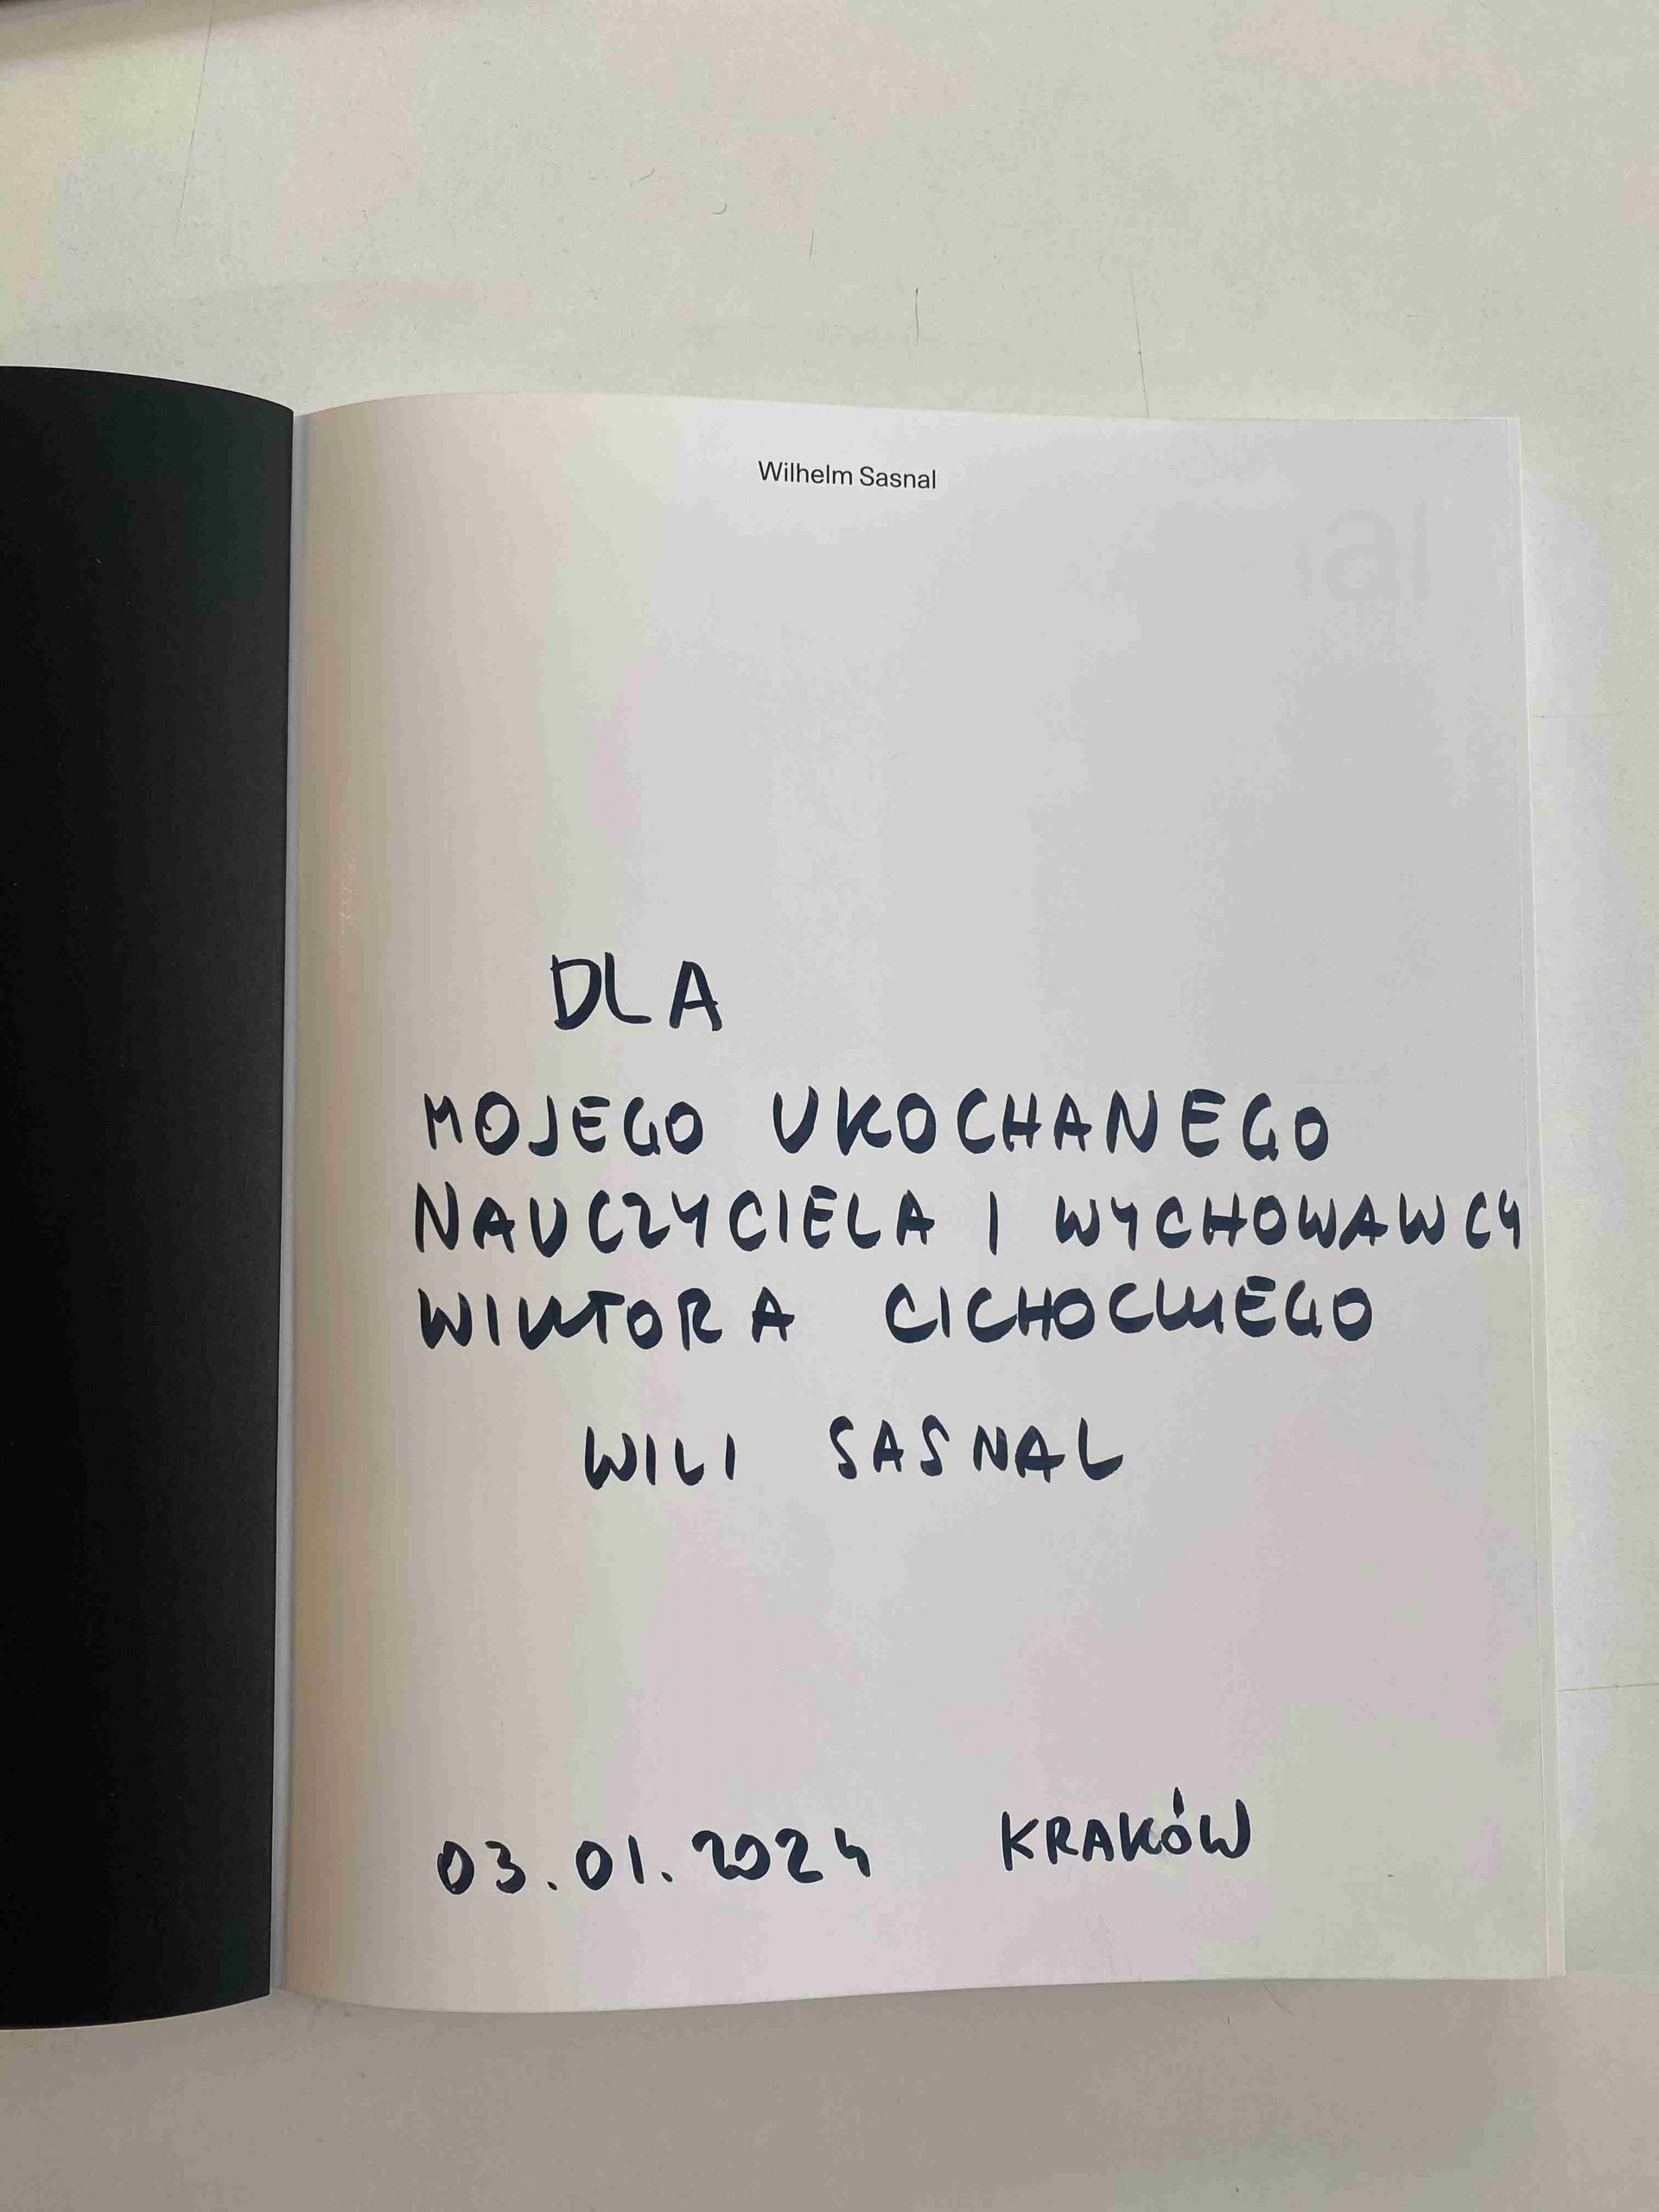 Wilhelm Sasnal
DLA
MOJEGO UKOCHANEGO
NAUCZYCIELA I WYCHOWAWCY
WIKTORA CICHOCKIEGO
WILI SASNAL
03.01.2024 KRAKÓW